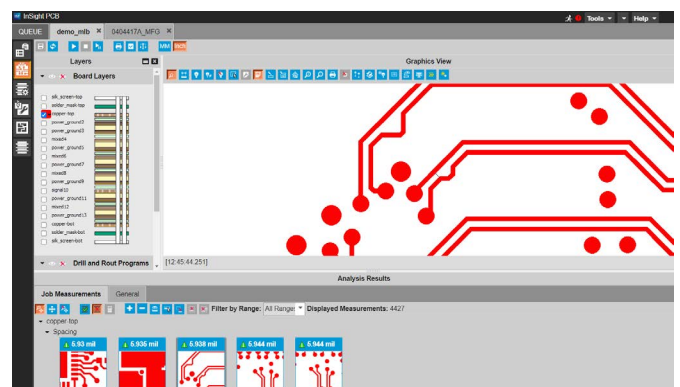 InSight PCB
Tools
Help
QUEUE
demo_mlb
0404417A_MFG
MM
Layers
Graphics View
Board Layers
silk_screen-top
solder_mask-top
copper-top
power_ground2
power_ground3
mixed4
power_ground5
mixed6
power_ground7
mixed8
power_ground9
signal10
power_ground11
mixed12
power_ground13
copper-bot
solder_mask-bot
silk_screen-bot
Drill and Rout Programs
[12:45:44.251]
Analysis Results
Job Measurements
General
Filter by Range: All Range
Displayed Measurements: 4427
copper-top
Spacing
5.93 mil
5.936 mil
5.938 mil
5.944 mil
5.944 mil